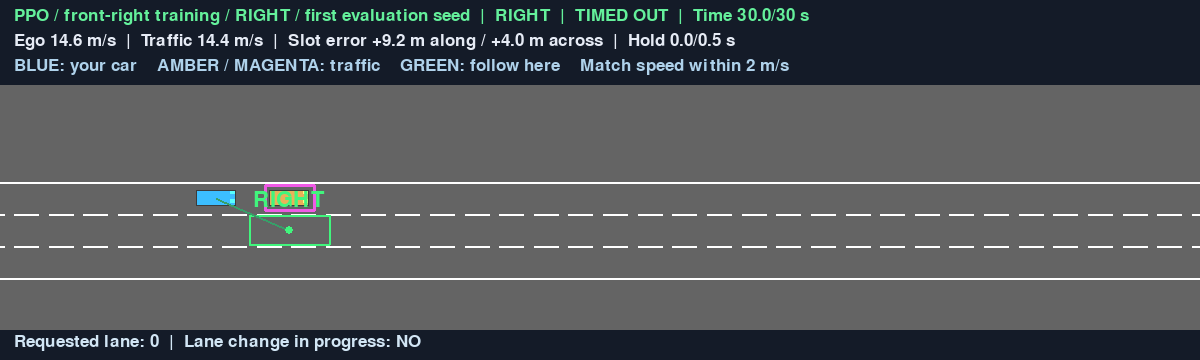 PPO / front-right training / RIGHT / first evaluation seed | RIGHT | TIMED OUT | Time 30.0/30 s
Ego 14.6 m/s | Traffic 14.4 m/s | Slot error +9.2 m along / +4.0 m across | Hold 0.0/0.5 s
BLUE: your car AMBER / MAGENTA: traffic GREEN: follow here Match speed within 2 m/s
RIGHT
Requested lane: 0 | Lane change in progress: NO